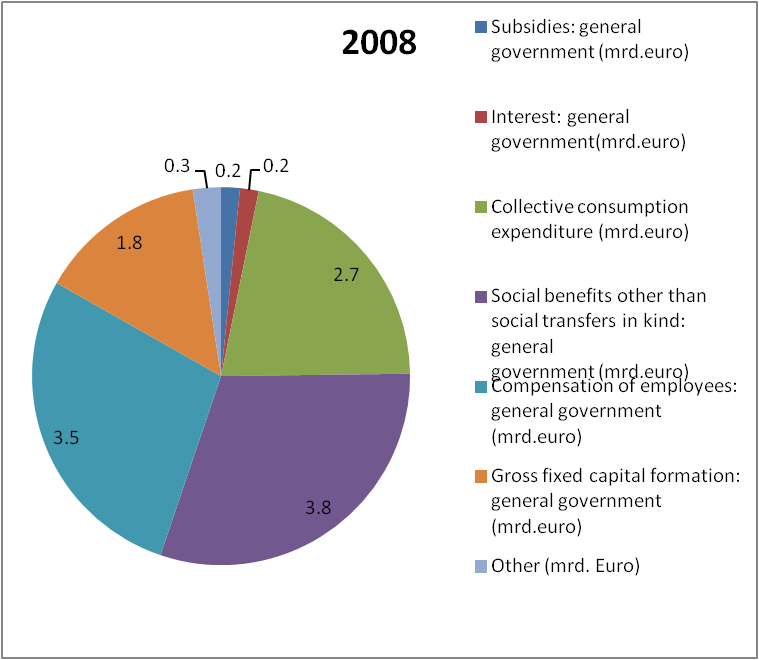 2008
0.3
0.2
0.2
1.8
2.7
3.5
3.8
Subsidies: general
government (mrd.euro)
Interest: general
government(mrd.euro)
Collective consumption
expenditure (mrd.euro)
Social benefits other than
social transfers in kind:
general
government (mrd.euro)
Compensation of employees:
general government
(mrd.euro)
Gross fixed capital formation:
general government
(mrd.euro)
Other (mrd. Euro)